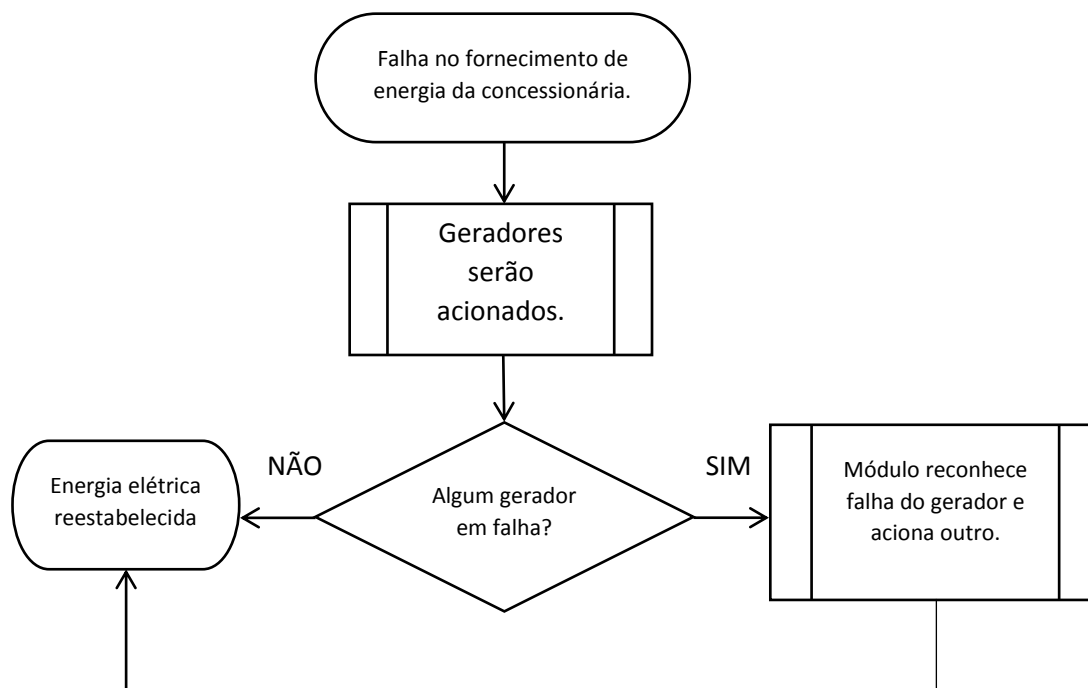 Falha no fornecimento de
energia da concessionária.
Geradores
serão
acionados.
NÃO
SIM
Energia elétrica
reestabelecida
Algum gerador
em falha?
Módulo reconhece
falha do gerador e
aciona outro.